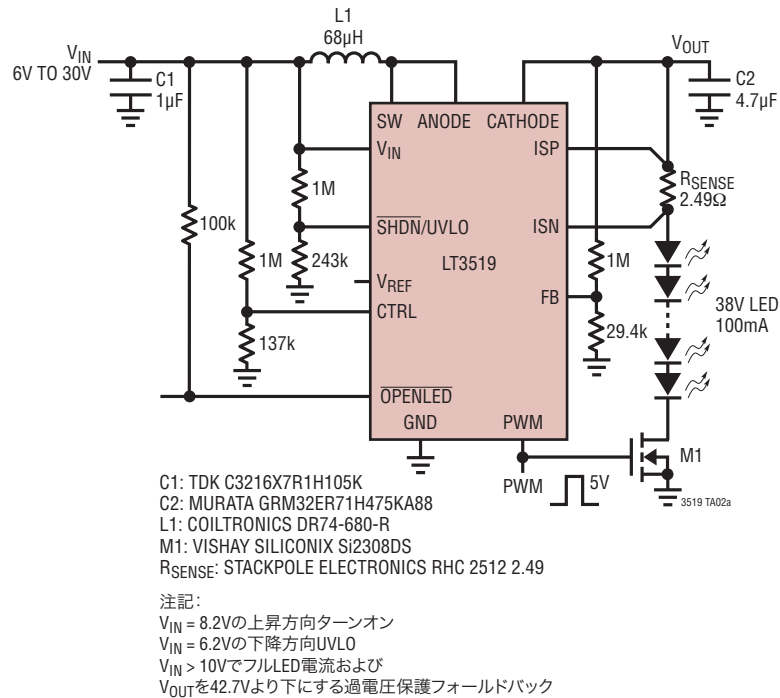 L1
68µH
VIN
6V TO 30V
VOUT
C1
1µF
C2
4.7µF
SW ANODE CATHODE
VIN
ISP
RSENSE
2.49Ω
1M
100k
SHDN/UVLO
ISN
1M
243k
LT3519
1M
VREF
FB
38V LED
100mA
CTRL
137k
29.4k
OPENLED
GND
PWM
M1
PWM
5V
3519 TA02a
C1: TDK C3216X7R1H105K
C2: MURATA GRM32ER71H475KA88
L1: COILTRONICS DR74-680-R
M1: VISHAY SILICONIX Si2308DS
RSENSE: STACKPOLE ELECTRONICS RHC 2512 2.49
注記:
VIN = 8.2Vの上昇方向ターンオン
VIN = 6.2Vの下降方向UVLO
VIN > 10VでフルLED電流および
VOUTを42.7Vより下にする過電圧保護フォールドバック